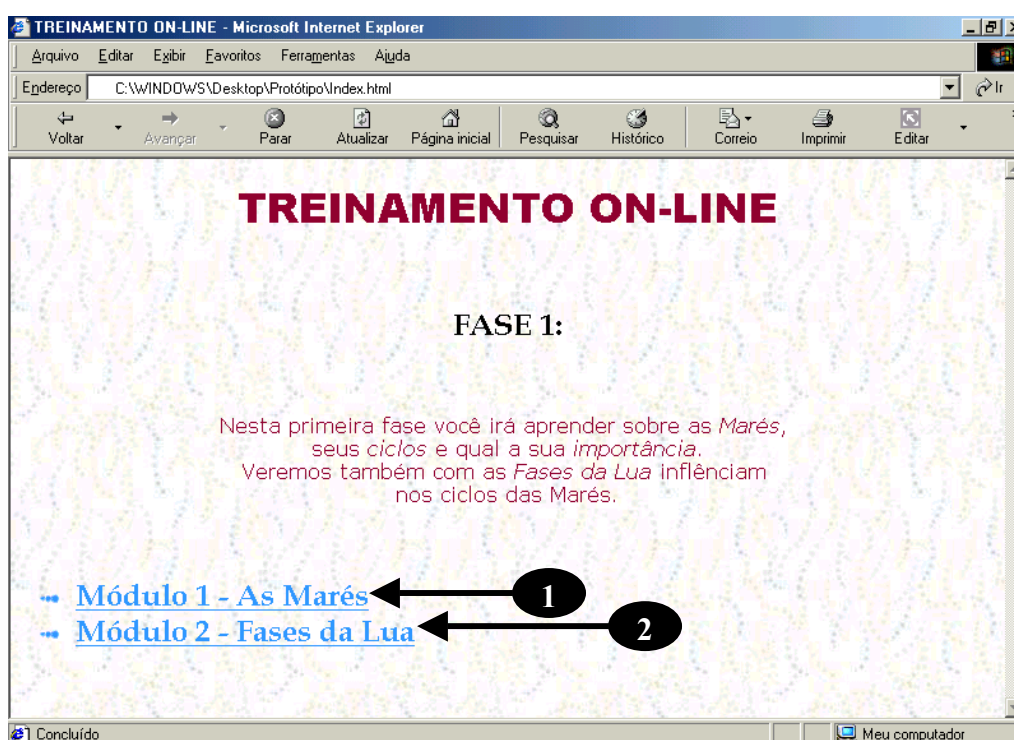 TREINAMENTO ON-LINE - Microsoft Internet Explorer
Arquivo Editar Exibir Favoritos Ferramentas Ajuda
Endereço C:\WINDOWS\Desktop\Protótipo\Index.html Ir
Voltar Avançar Parar Atualizar Página inicial Pesquisar Histórico Correio Imprimir Editar
TREINAMENTO ON-LINE
FASE 1:
Nesta primeira fase você irá aprender sobre as Marés,
seus ciclos e qual a sua importância.
Veremos também com as Fases da Lua inflênciam
nos ciclos das Marés.
Módulo 1 - As Marés 1
Módulo 2 - Fases da Lua 2
Concluído Meu computador